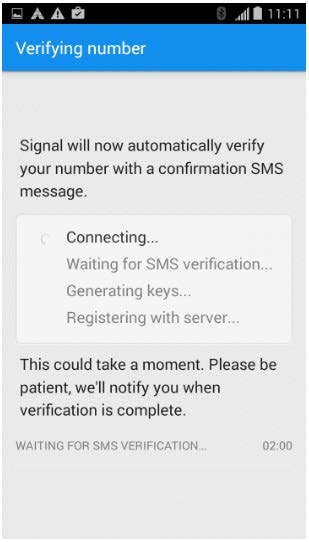 11:11
Verifying number
Signal will now automatically verify
your number with a confirmation SMS
message.
Connecting...
Waiting for SMS verification...
Generating keys...
Registering with server...
This could take a moment. Please be
patient, we'll notify you when
verification is complete.
WAITING FOR SMS VERIFICATION... 02:00